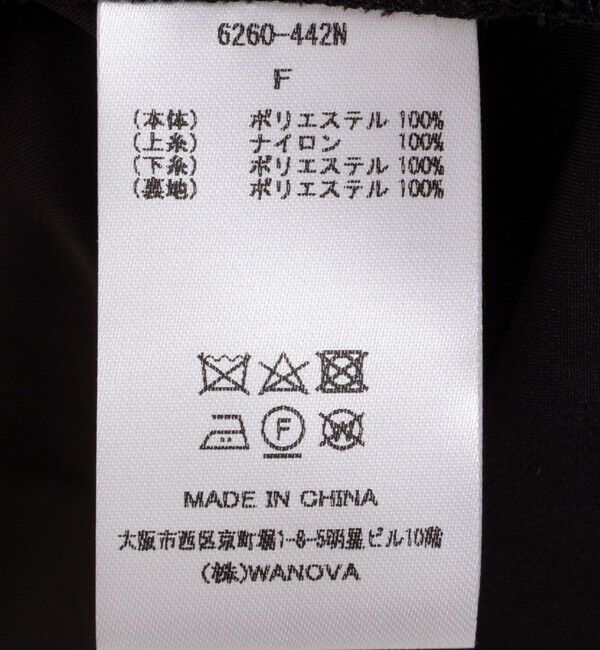 6260-442N
F
(本体) ポリエステル 100%
(上糸) ナイロン 100%
(下糸) ポリエステル 100%
(裏地) ポリエステル 100%
F W
MADE IN CHINA
大阪市西区京町堀1-8-5明星ビル10階
(株)WANOVA